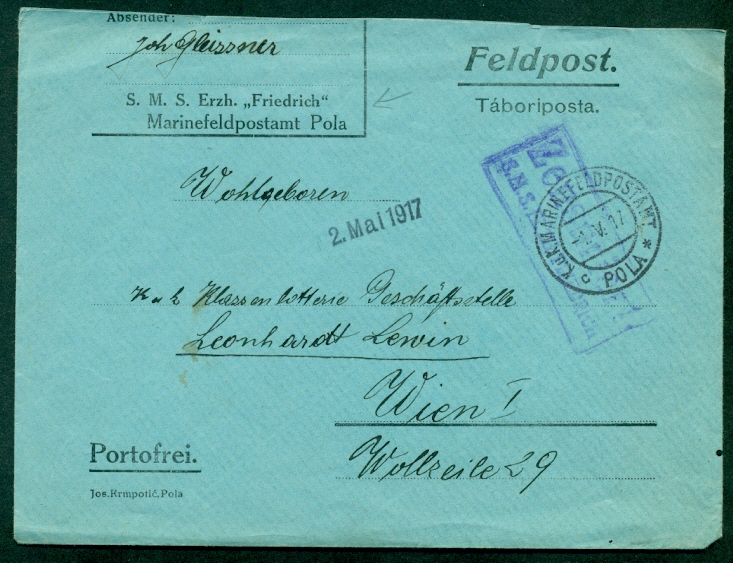 Absender:
Joh Gleissner
S. M. S. Erzh. „Friedrich“
Marinefeldpostamt Pola
Feldpost.
Táboriposta.
Wohlgeboren
2. Mai 1917
K.u.K. MARINEFELDPOSTAMT
POLA
K u k Klassenlotterie Geschäftsstelle
Leonhardt Lewin
Wien I
Wollzeile 29
Portofrei.
Jos. Krmpotić, Pola